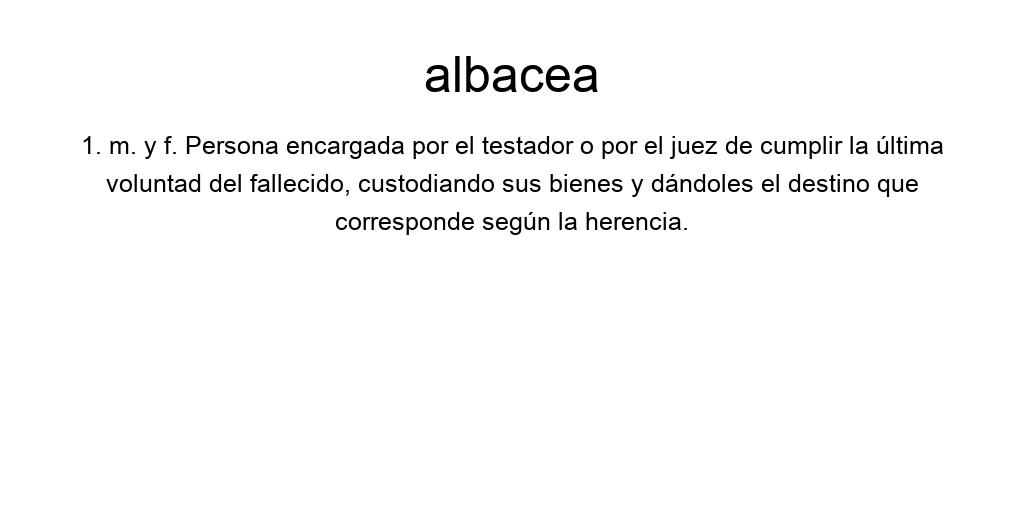 albacea
1. m. y f. Persona encargada por el testador o por el juez de cumplir la última
voluntad del fallecido, custodiando sus bienes y dándoles el destino que
corresponde según la herencia.